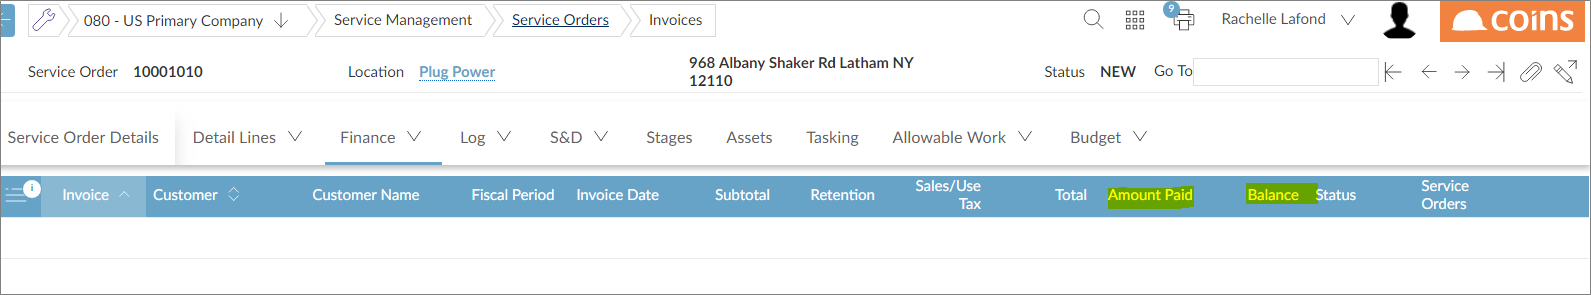 080 - US Primary Company
Service Management
Service Orders
Invoices
9
Rachelle Lafond
coins
Service Order 10001010
Location Plug Power
968 Albany Shaker Rd Latham NY
12110
Status NEW
Go To
Service Order Details
Detail Lines
Finance
Log
S&D
Stages
Assets
Tasking
Allowable Work
Budget
i
Invoice
Customer
Customer Name
Fiscal Period
Invoice Date
Subtotal
Retention
Sales/Use
Tax
Total
Amount Paid
Balance
Status
Service
Orders